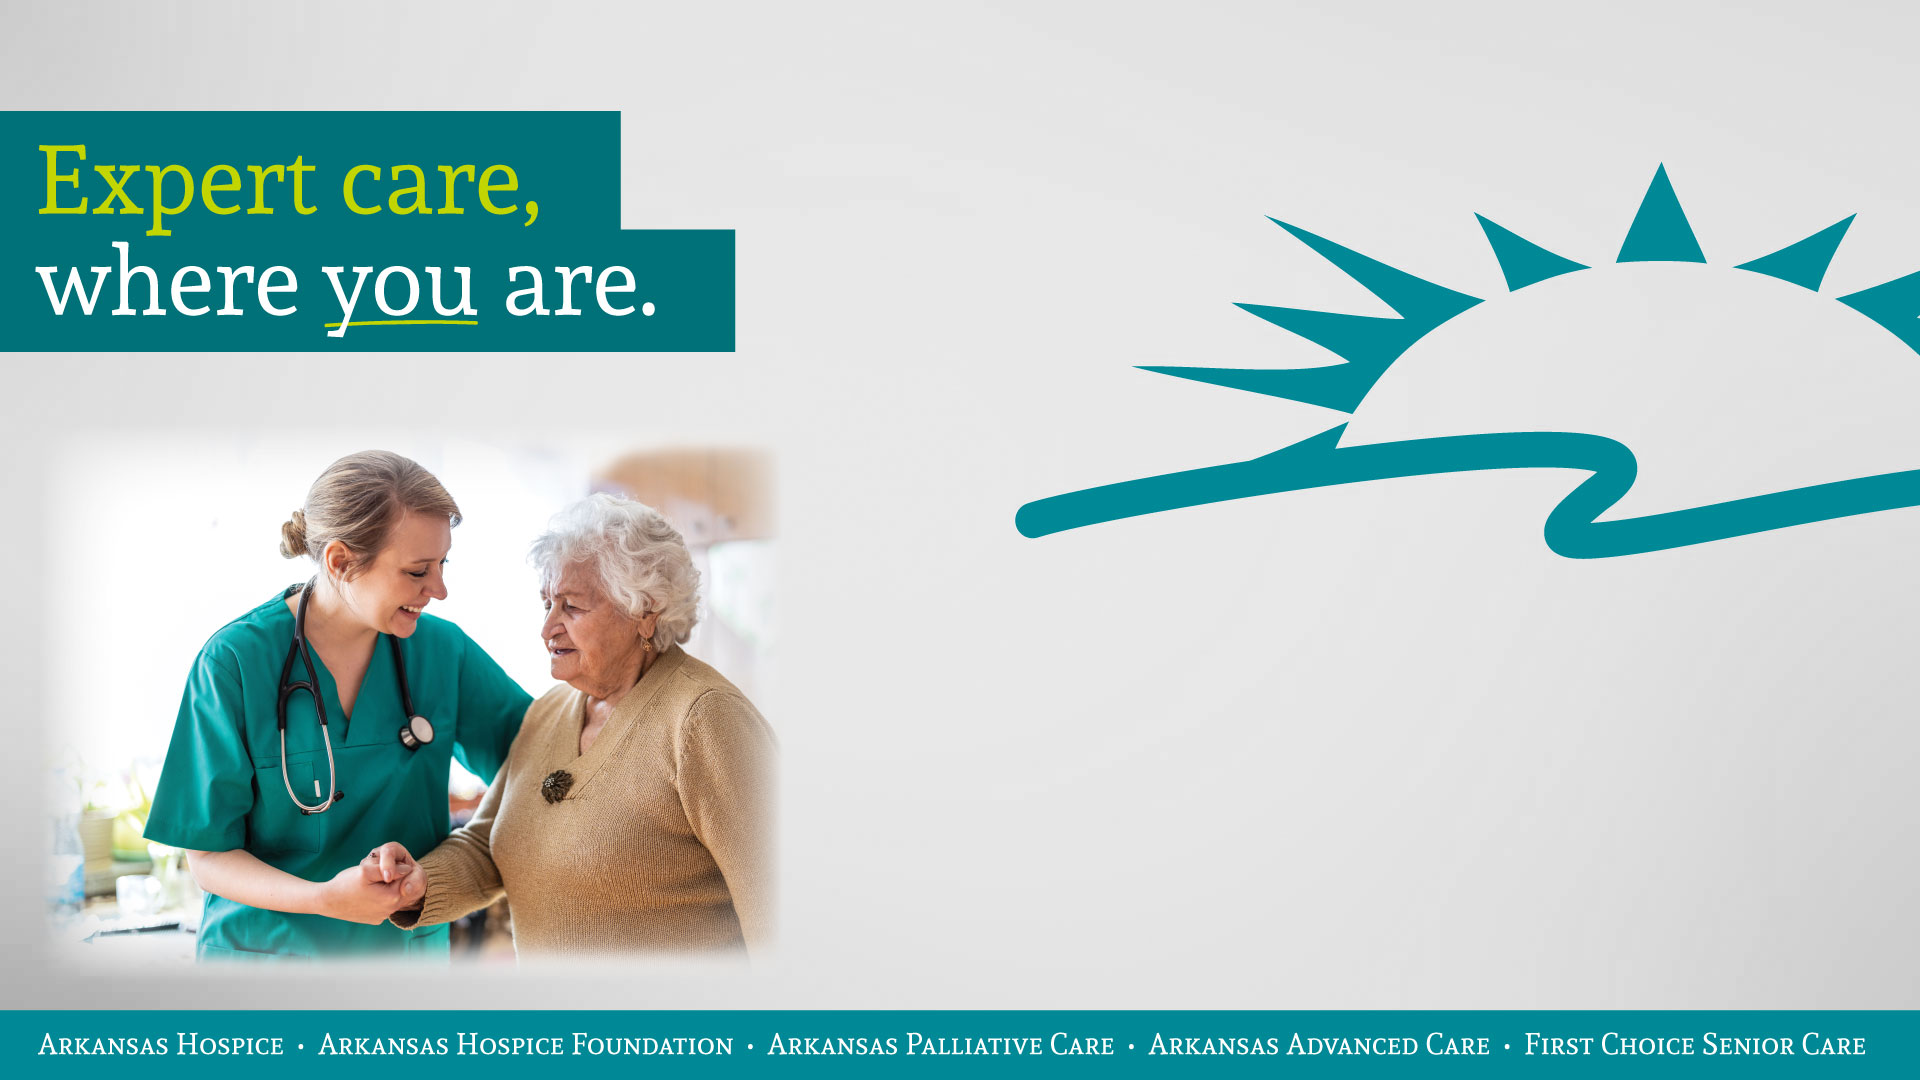 Expert care,
where you are.
Arkansas Hospice • Arkansas Hospice Foundation • Arkansas Palliative Care • Arkansas Advanced Care • First Choice Senior Care